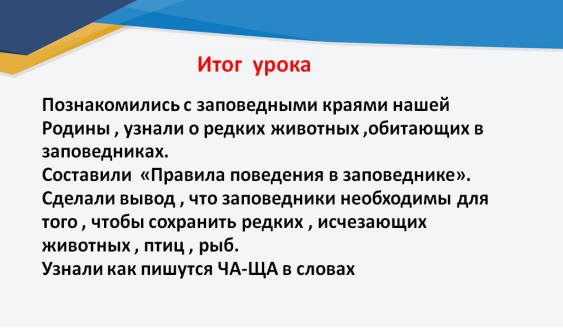 Итог  урока
Познакомились с заповедными краями нашей
Родины , узнали о редких животных ,обитающих в
заповедниках.
Составили  «Правила поведения в заповеднике».
Сделали вывод , что заповедники необходимы для
того , чтобы сохранить редких , исчезающих
животных , птиц , рыб.
Узнали как пишутся ЧА-ЩА в словах